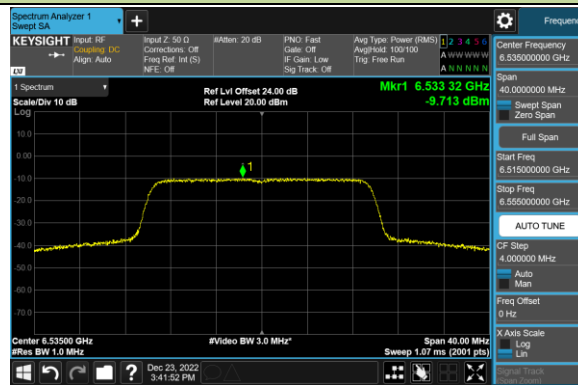 Spectrum Analyzer 1
Swept SA
Frequen
KEYSIGHT
Input: RF
Coupling: DC
Align: Auto
Input Z: 50 Ω
Corrections: Off
Freq Ref: Int (S)
NFE: Off
#Atten: 20 dB
PNO: Fast
Gate: Off
IF Gain: Low
Sig Track: Off
Avg Type: Power (RMS)
Avg|Hold: 100/100
Trig: Free Run
1 2 3 4 5 6
A W W W W W
A N N N N N
LXI
1 Spectrum
Scale/Div 10 dB
Log
Ref Lvl Offset 24.00 dB
Ref Level 20.00 dBm
Mkr1 6.533 32 GHz
-9.713 dBm
1
10.0
0.00
-10.0
-20.0
-30.0
-40.0
-50.0
-60.0
-70.0
Center 6.53500 GHz
#Res BW 1.0 MHz
#Video BW 3.0 MHz*
Span 40.00 MHz
Sweep 1.07 ms (2001 pts)
Center Frequency
6.535000000 GHz
Span
40.0000000 MHz
Swept Span
Zero Span
Full Span
Start Freq
6.515000000 GHz
Stop Freq
6.555000000 GHz
AUTO TUNE
CF Step
4.000000 MHz
Auto
Man
Freq Offset
0 Hz
X Axis Scale
Log
Lin
Signal Track
(Span Zoom)
?
Dec 23, 2022
3:41:52 PM